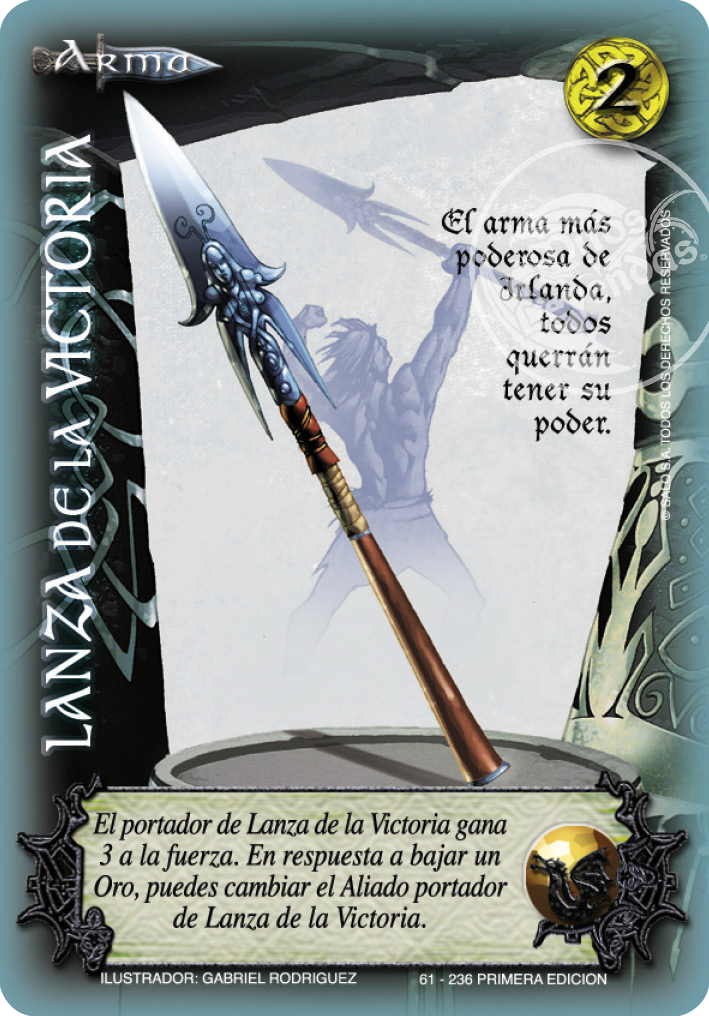 Arma
2
LANZA DE LA VICTORIA
El arma más
poderosa de
Irlanda,
todos
querrán
tener su
poder.
© SALO S.A. TODOS LOS DERECHOS RESERVADOS
El portador de Lanza de la Victoria gana
3 a la fuerza. En respuesta a bajar un
Oro, puedes cambiar el Aliado portador
de Lanza de la Victoria.
ILUSTRADOR: GABRIEL RODRIGUEZ
61 - 236 PRIMERA EDICION